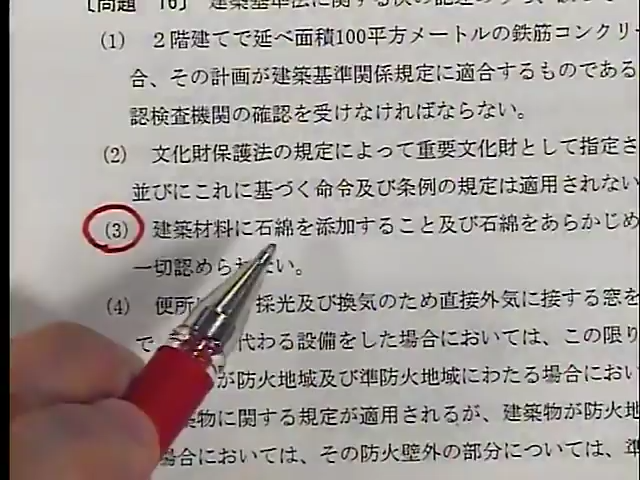 〔問題 16〕 建築基準法に関する次の記述のうち、
(1) 2階建てで延べ面積100平方メートルの鉄筋コンクリー
合、その計画が建築基準関係規定に適合するものである
認検査機関の確認を受けなければならない。
(2) 文化財保護法の規定によって重要文化財として指定さ
並びにこれに基づく命令及び条例の規定は適用されない
(3) 建築材料に石綿を添加すること及び石綿をあらかじめ
一切認められない。
(4) 便所 採光及び換気のため直接外気に接する窓を
で 代わる設備をした場合においては、この限り
が防火地域及び準防火地域にわたる場合におい
築物に関する規定が適用されるが、建築物が防火地
場合においては、その防火壁外の部分については、準